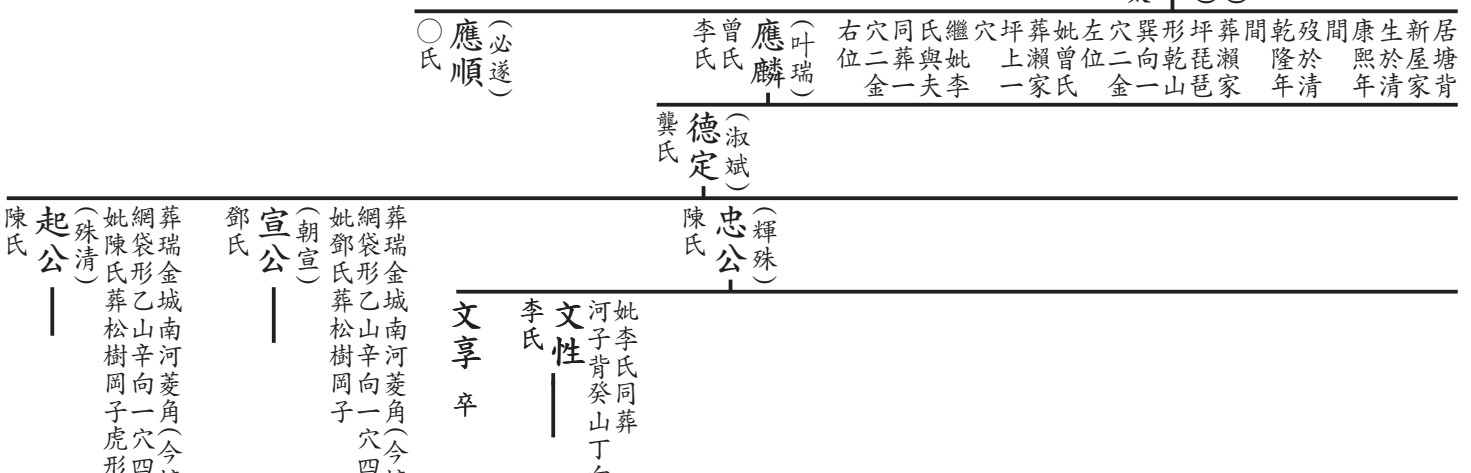 居塘背
新屋家
生於清
康熙年
間
歿於清
乾隆年
間
葬瀨家
坪琵琶
形乾山
巽向一
穴二金
左位
妣曾氏
葬瀨家
坪上一
穴
繼妣李
氏與夫
同葬一
穴二金
右位
(叶瑞)
應麟
曾氏
李氏
(必遂)
應順
〇氏
(淑斌)
德定
龔氏
(輝殊)
忠公
陳氏
妣李氏同葬
河子背癸山丁
文性
李氏
文享 卒
葬瑞金城南河菱角(今
網袋形乙山辛向一穴四
妣鄧氏葬松樹岡子
(朝宣)
宣公
鄧氏
葬瑞金城南河菱角(今
網袋形乙山辛向一穴四
妣陳氏葬松樹岡子虎形
(殊清)
起公
陳氏